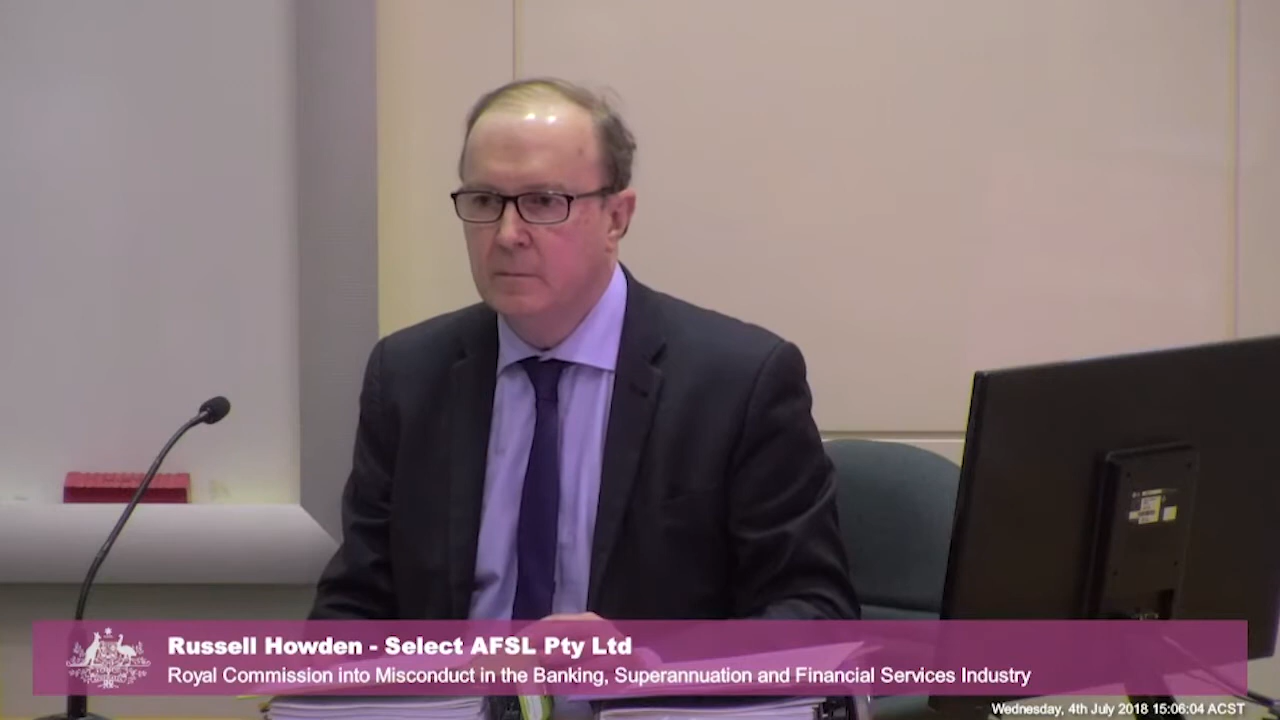 Russell Howden - Select AFSL Pty Ltd
Royal Commission into Misconduct in the Banking, Superannuation and Financial Services Industry
Wednesday, 4th July 2018 15:06:04 ACST